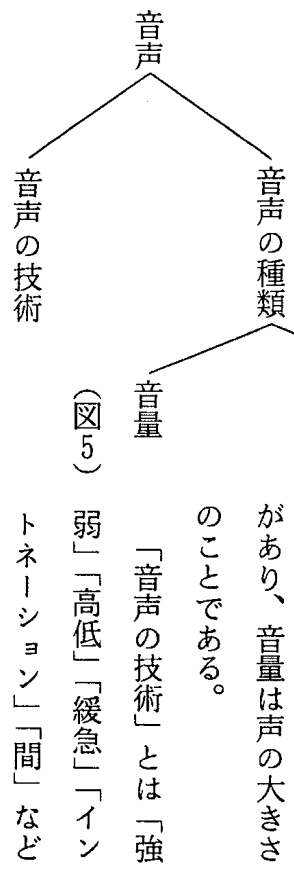 があり、音量は声の大きさ
のことである。
「音声の技術」とは「強
弱」「高低」「緩急」「イン
トネーション」「間」など
音声の種類
音量
(図5)
音声
音声の技術